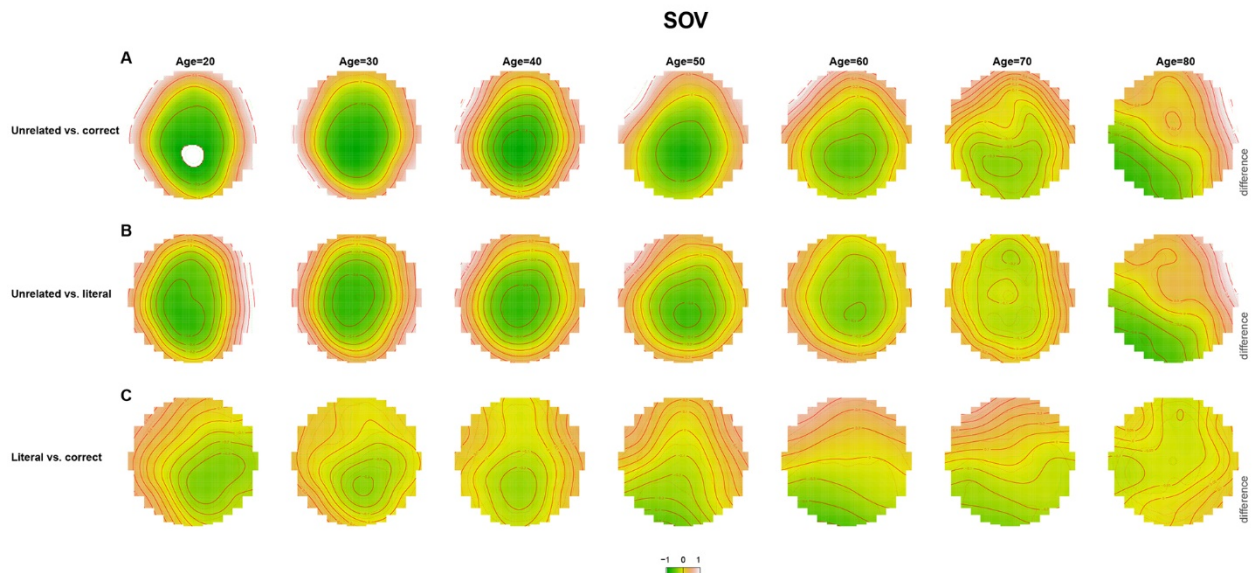 SOV
A
Age=20 Age=30 Age=40 Age=50 Age=60 Age=70 Age=80
Unrelated vs. correct
difference
B
Unrelated vs. literal
difference
C
Literal vs. correct
difference
−1 0 1